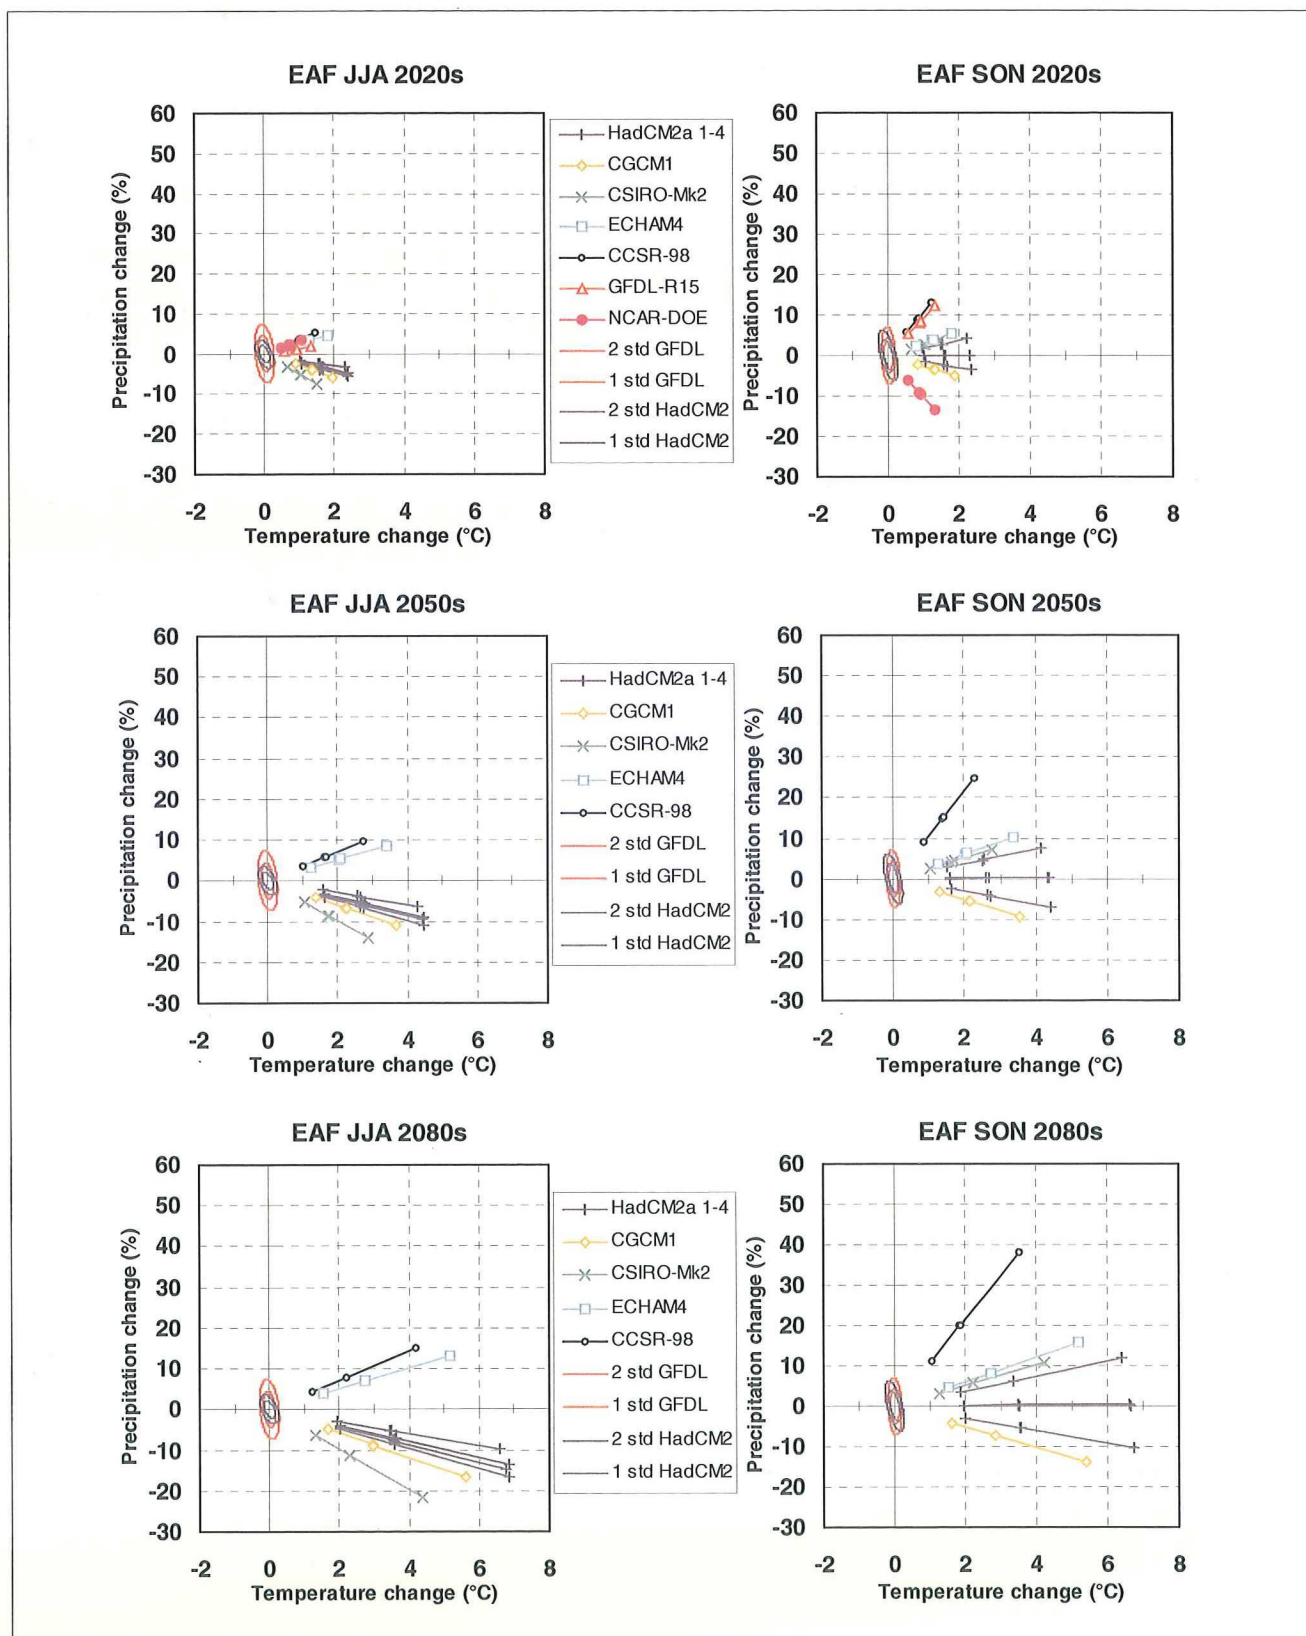 EAF JJA 2020s
Precipitation change (%)
60
50
40
30
20
10
0
-10
-20
-30
-2 0 2 4 6 8
Temperature change (°C)
HadCM2a 1-4
CGCM1
CSIRO-Mk2
ECHAM4
CCSR-98
GFDL-R15
NCAR-DOE
2 std GFDL
1 std GFDL
2 std HadCM2
1 std HadCM2
EAF SON 2020s
Precipitation change (%)
60
50
40
30
20
10
0
-10
-20
-30
-2 0 2 4 6 8
Temperature change (°C)
EAF JJA 2050s
Precipitation change (%)
60
50
40
30
20
10
0
-10
-20
-30
-2 0 2 4 6 8
Temperature change (°C)
HadCM2a 1-4
CGCM1
CSIRO-Mk2
ECHAM4
CCSR-98
2 std GFDL
1 std GFDL
2 std HadCM2
1 std HadCM2
EAF SON 2050s
Precipitation change (%)
60
50
40
30
20
10
0
-10
-20
-30
-2 0 2 4 6 8
Temperature change (°C)
EAF JJA 2080s
Precipitation change (%)
60
50
40
30
20
10
0
-10
-20
-30
-2 0 2 4 6 8
Temperature change (°C)
HadCM2a 1-4
CGCM1
CSIRO-Mk2
ECHAM4
CCSR-98
2 std GFDL
1 std GFDL
2 std HadCM2
1 std HadCM2
EAF SON 2080s
Precipitation change (%)
60
50
40
30
20
10
0
-10
-20
-30
-2 0 2 4 6 8
Temperature change (°C)